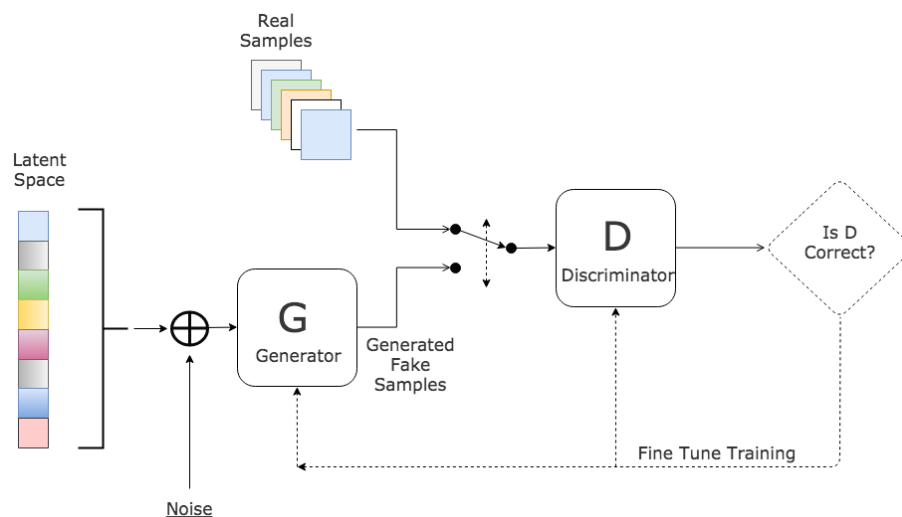 Real
Samples
Latent
Space
D
Discriminator
Is D
Correct?
G
Generator
Generated
Fake
Samples
Fine Tune Training
Noise